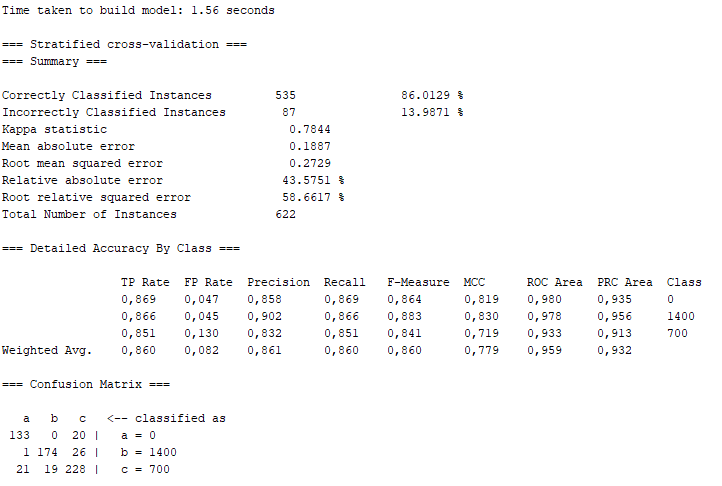 Time taken to build model: 1.56 seconds
=== Stratified cross-validation ===
=== Summary ===
Correctly Classified Instances 535 86.0129 %
Incorrectly Classified Instances 87 13.9871 %
Kappa statistic 0.7844
Mean absolute error 0.1887
Root mean squared error 0.2729
Relative absolute error 43.5751 %
Root relative squared error 58.6617 %
Total Number of Instances 622
=== Detailed Accuracy By Class ===
TP Rate FP Rate Precision Recall F-Measure MCC ROC Area PRC Area Class
0,869 0,047 0,858 0,869 0,864 0,819 0,980 0,935 0
0,866 0,045 0,902 0,866 0,883 0,830 0,978 0,956 1400
0,851 0,130 0,832 0,851 0,841 0,719 0,933 0,913 700
Weighted Avg. 0,860 0,082 0,861 0,860 0,860 0,779 0,959 0,932
=== Confusion Matrix ===
a b c <-- classified as
133 0 20 | a = 0
1 174 26 | b = 1400
21 19 228 | c = 700